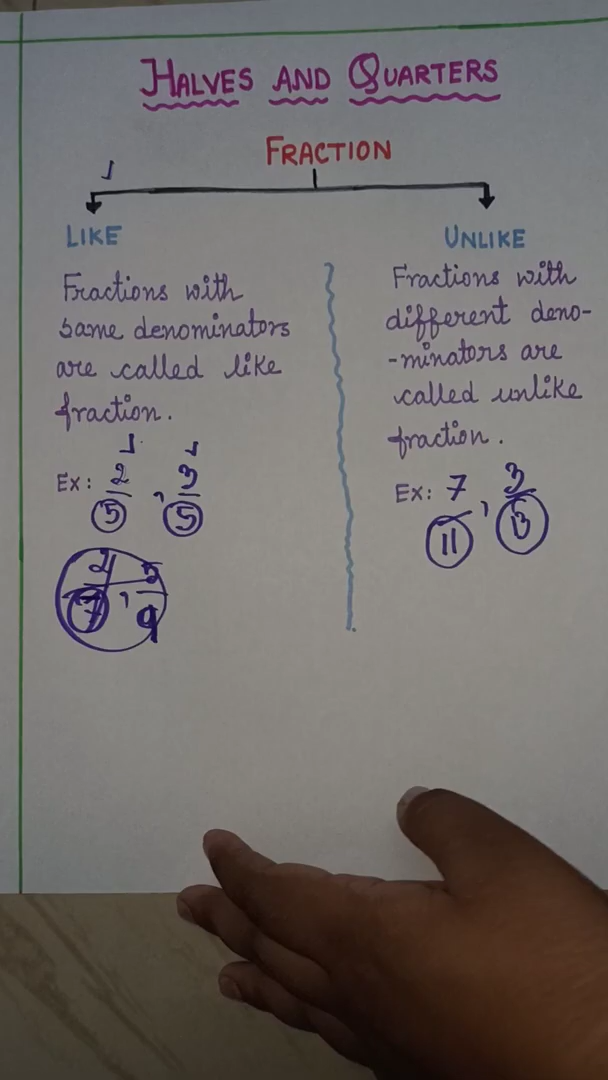 HALVES AND QUARTERS
FRACTION
LIKE
Fractions with
same denominators
are called like
fraction.
Ex: 2/5 , 3/5
UNLIKE
Fractions with
different deno-
-minators are
called unlike
fraction.
Ex: 7/11 , 3/13